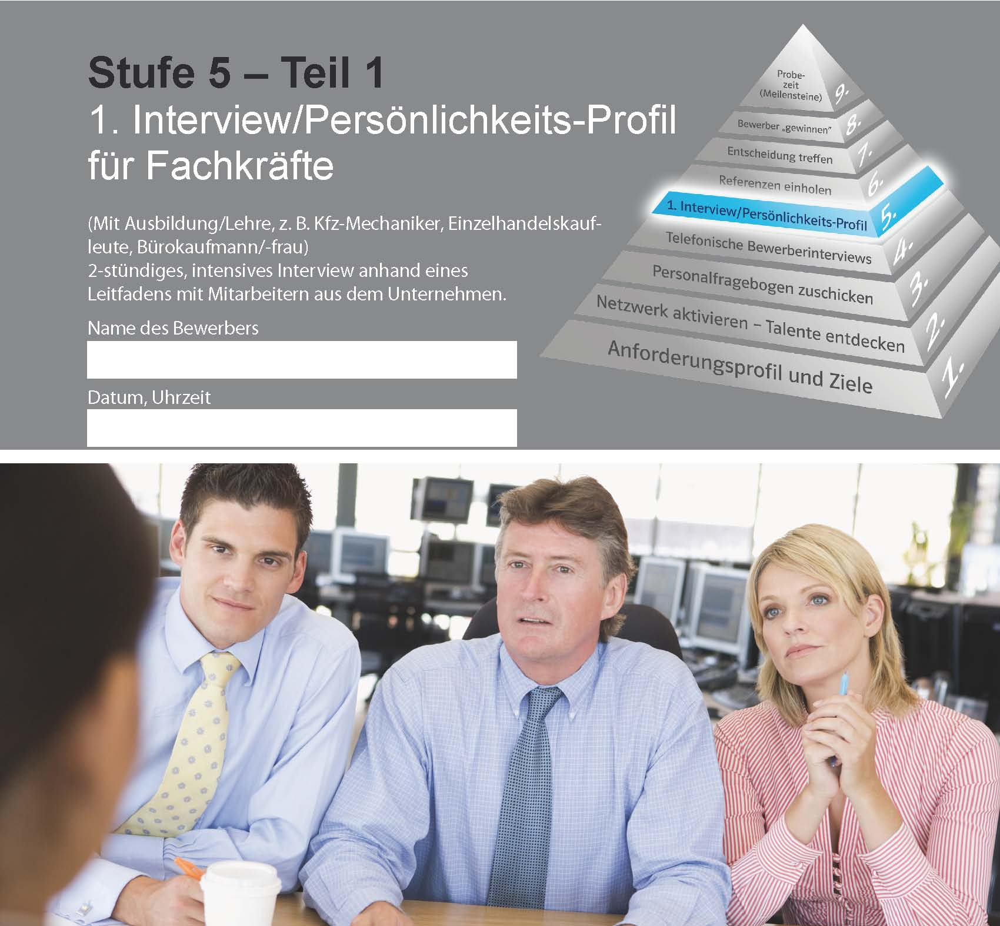 Stufe 5 – Teil 1
1. Interview/Persönlichkeits-Profil
für Fachkräfte
(Mit Ausbildung/Lehre, z. B. Kfz-Mechaniker, Einzelhandelskauf-
leute, Bürokaufmann/-frau)
2-stündiges, intensives Interview anhand eines
Leitfadens mit Mitarbeitern aus dem Unternehmen.
Name des Bewerbers
Datum, Uhrzeit
Probe-
zeit
(Meilensteine) 9.
Bewerber „gewinnen” 8.
Entscheidung treffen 7.
Referenzen einholen 6.
1. Interview/Persönlichkeits-Profil 5.
Telefonische Bewerberinterviews 4.
Personalfragebogen zuschicken 3.
Netzwerk aktivieren – Talente entdecken 2.
Anforderungsprofil und Ziele 1.